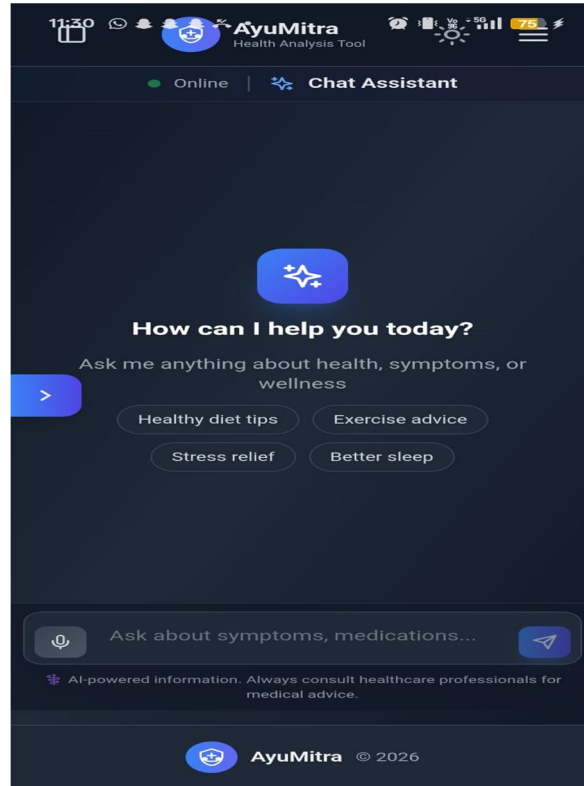 11:30 75
AyuMitra
Health Analysis Tool
Online | Chat Assistant
How can I help you today?
Ask me anything about health, symptoms, or
wellness
Healthy diet tips Exercise advice
Stress relief Better sleep
Ask about symptoms, medications...
AI-powered information. Always consult healthcare professionals for
medical advice.
AyuMitra © 2026